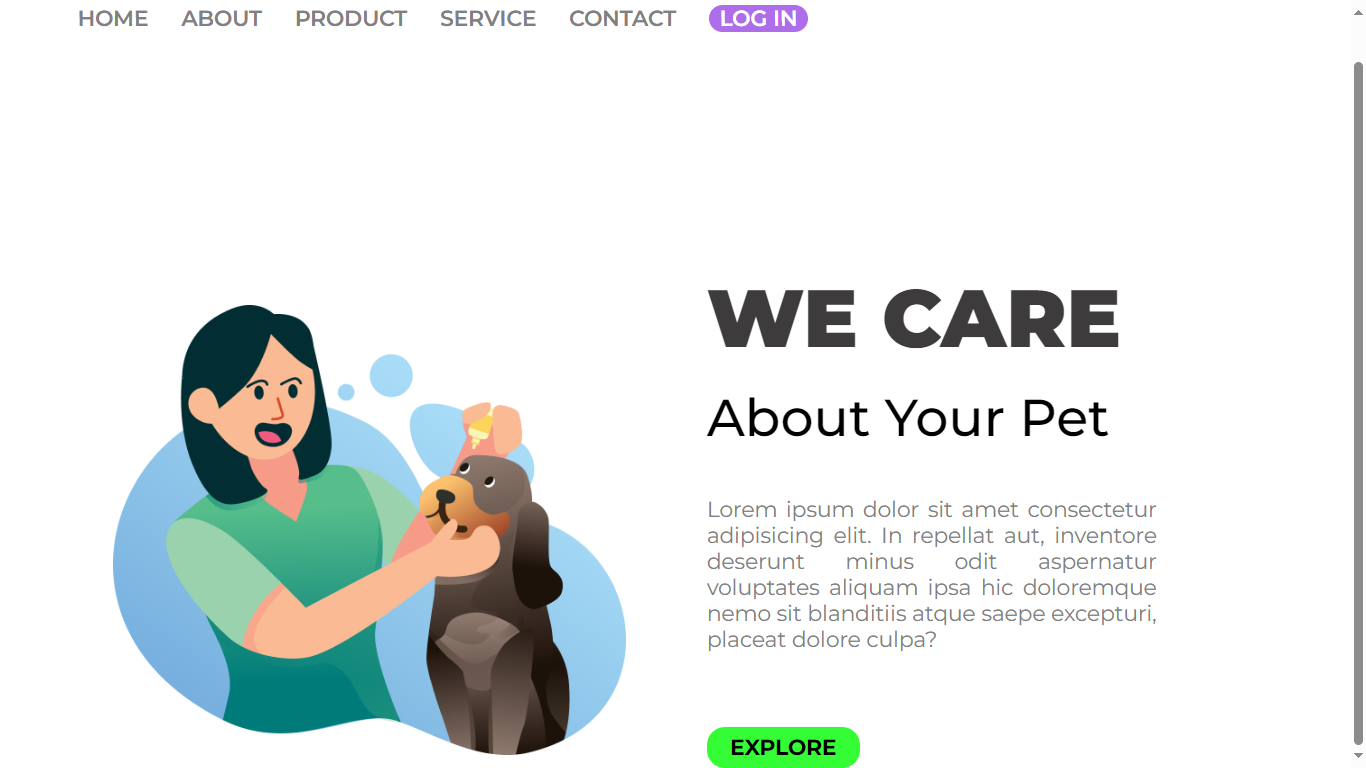 HOME ABOUT PRODUCT SERVICE CONTACT LOG IN
WE CARE
About Your Pet
Lorem ipsum dolor sit amet consectetur
adipisicing elit. In repellat aut, inventore
deserunt minus odit aspernatur
voluptates aliquam ipsa hic doloremque
nemo sit blanditiis atque saepe excepturi,
placeat dolore culpa?
EXPLORE